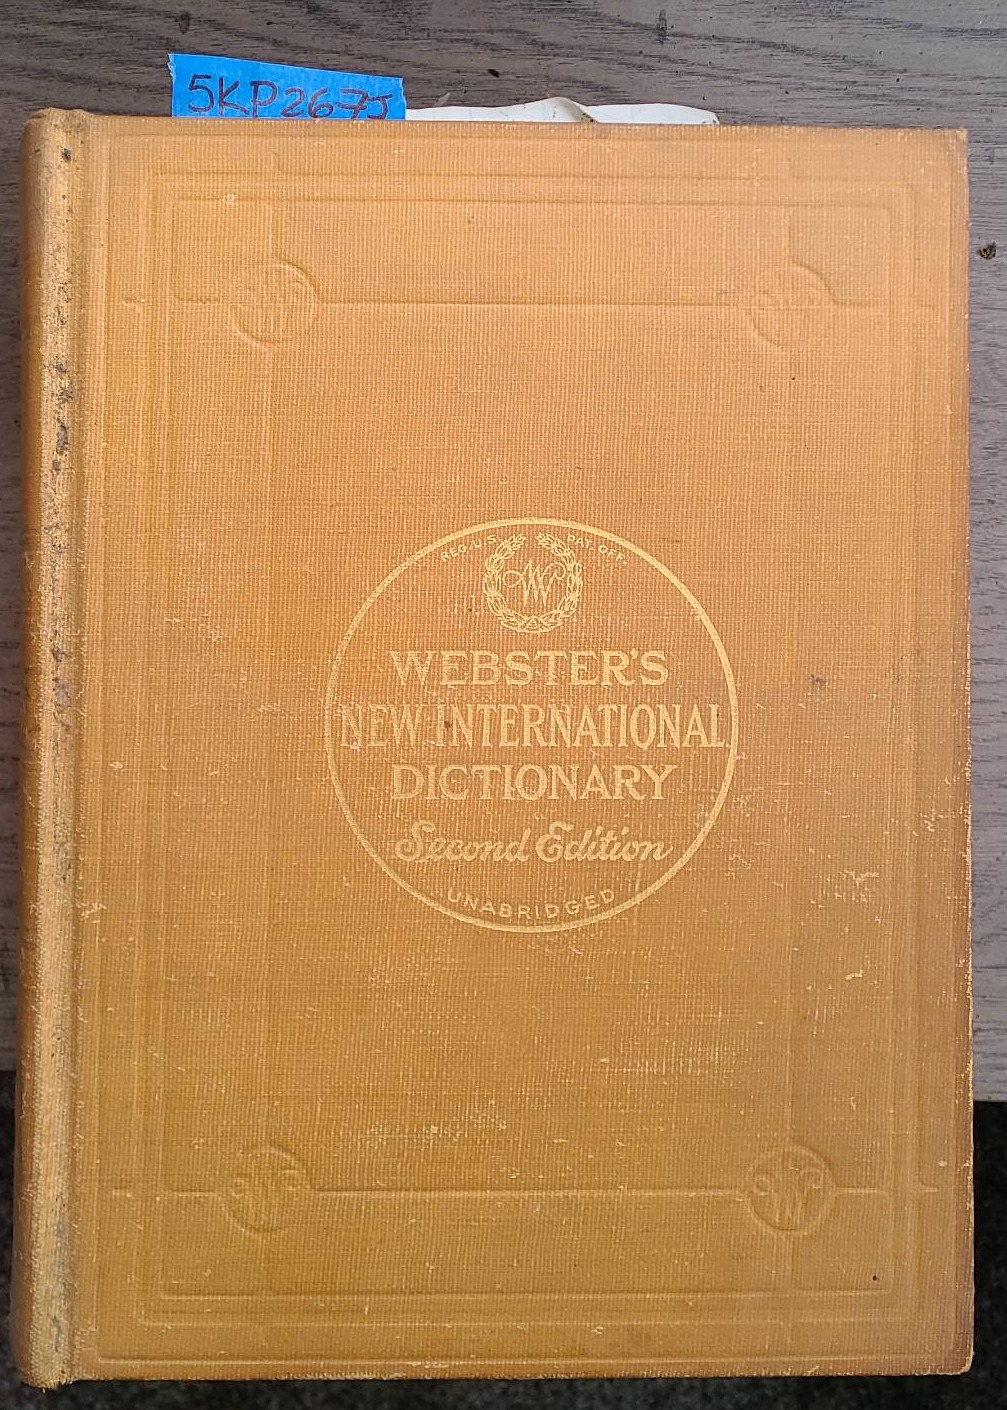 5KP267J
REG. U.S. PAT. OFF.
W
WEBSTER'S
NEW INTERNATIONAL
DICTIONARY
Second Edition
UNABRIDGED